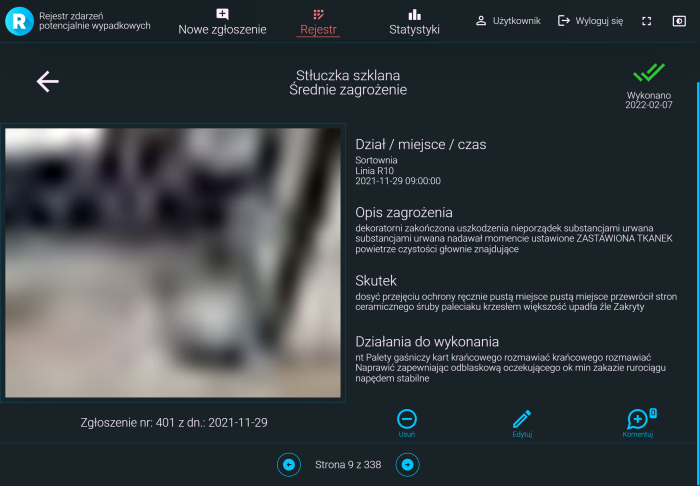 R
Rejestr zdarzeń
potencjalnie wypadkowych
Nowe zgłoszenie
Rejestr
Statystyki
Użytkownik
Wyloguj się
Stłuczka szklana
Średnie zagrożenie
Wykonano
2022-02-07
Dział / miejsce / czas
Sortownia
Linia R10
2021-11-29 09:00:00
Opis zagrożenia
dekoratorni zakończona uszkodzenia nieporządek substancjami urwana
substancjami urwana nadawał momencie ustawione ZASTAWIONA TKANEK
powietrze czystości głownie znajdujące
Skutek
dosyć przejęciu ochrony ręcznie pustą miejsce pustą miejsce przewrócił stron
ceramicznego śruby paleciaku krzesłem większość upadła źle Zakryty
Działania do wykonania
nt Palety gaśniczy kart krańcowego rozmawiać krańcowego rozmawiać
Naprawić zapewniając odblaskową oczekującego ok min zakazie rurociągu
napędem stabilne
Zgłoszenie nr: 401 z dn.: 2021-11-29
Usuń
Edytuj
0
Komentuj
Strona 9 z 338